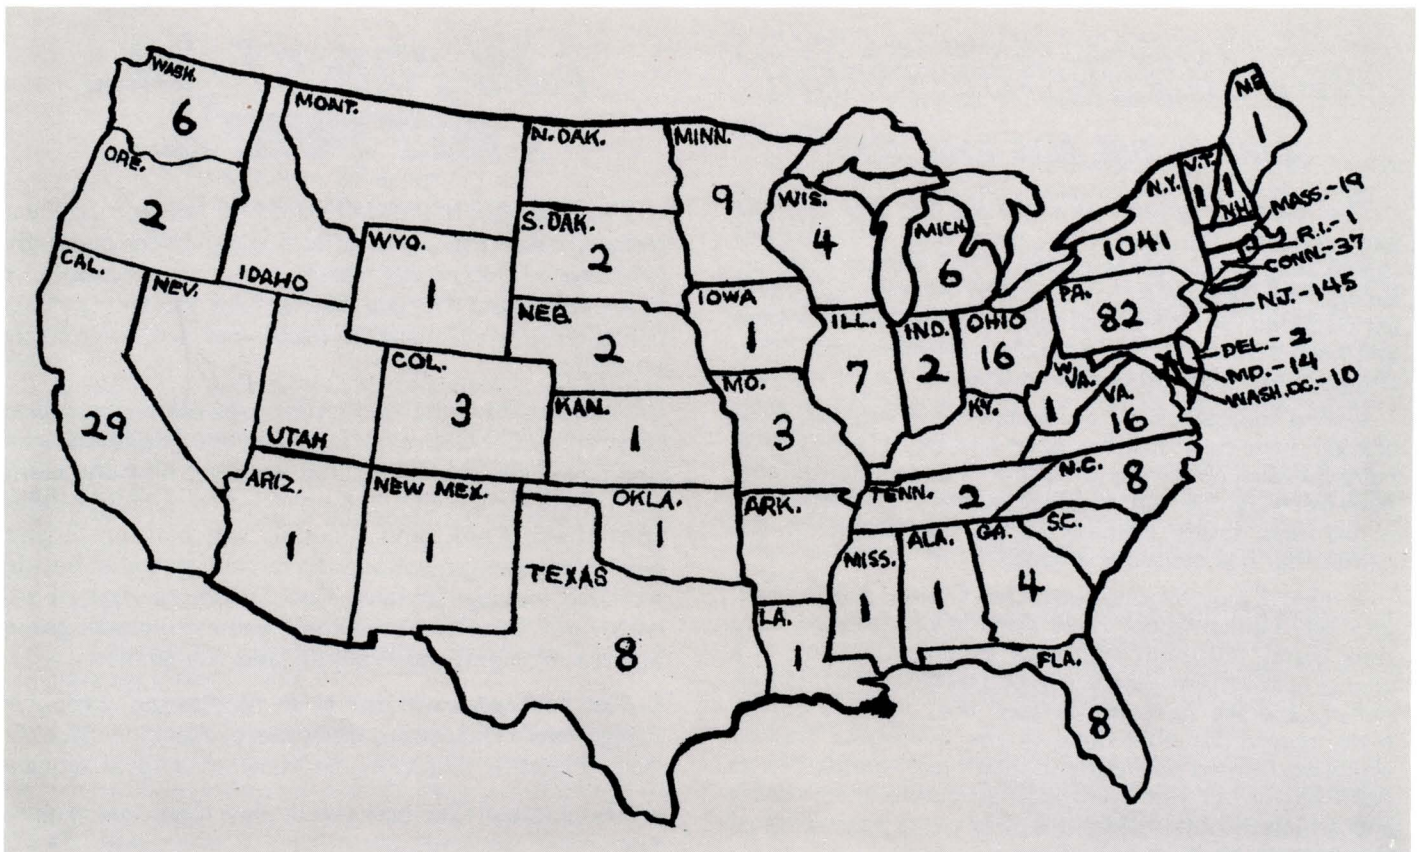 WASH.
6
ORE.
2
CAL.
29
NEV.
IDAHO
MONT.
WYO.
1
UTAH
COL.
3
ARIZ.
1
NEW MEX.
1
N. DAK.
S. DAK.
2
NEB.
2
KAN.
1
OKLA.
1
TEXAS
8
MINN.
9
IOWA
1
MO.
3
ARK.
LA.
1
WIS.
4
ILL.
7
MICH.
6
IND.
2
OHIO
16
KY.
TENN.
2
MISS.
1
ALA.
1
GA.
4
FLA.
8
S.C.
N.C.
8
VA.
16
W. VA.
1
PA.
82
N.Y.
1041
V.T.
1
1
NH
ME
1
MASS.-19
R.I.-1
CONN.-37
N.J.-145
DEL.-2
MD.-14
WASH.DC.-10